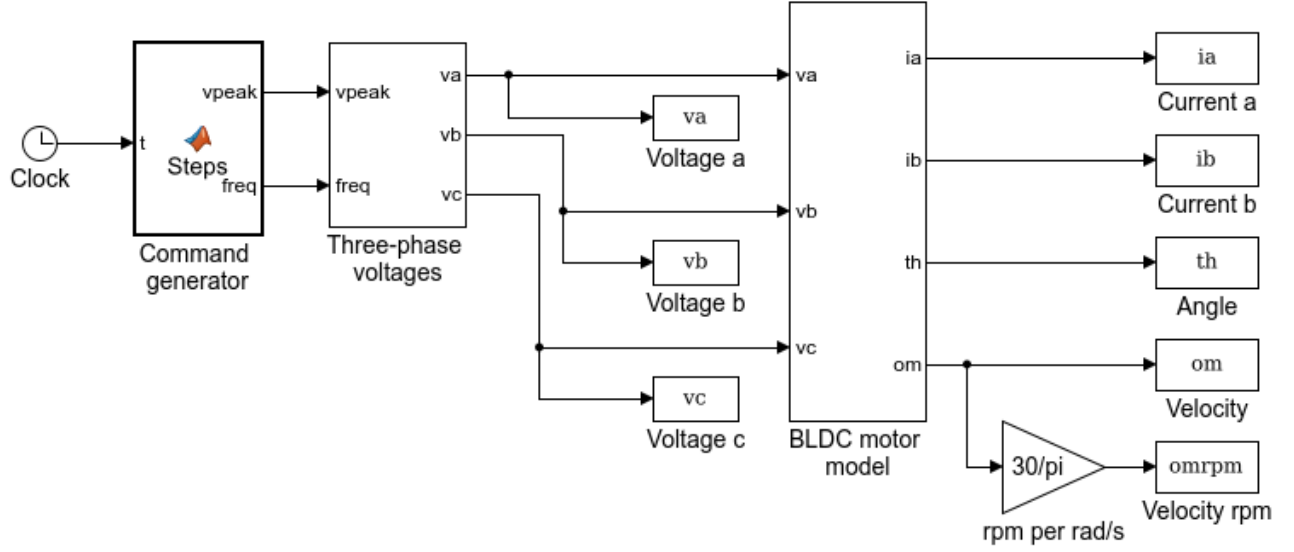 Clock
t
vpeak
Steps
freq
Command
generator
vpeak
freq
va
vb
vc
Three-phase
voltages
va
Voltage a
vb
Voltage b
vc
Voltage c
va
vb
vc
ia
ib
th
om
BLDC motor
model
30/pi
rpm per rad/s
ia
Current a
ib
Current b
th
Angle
om
Velocity
omrpm
Velocity rpm